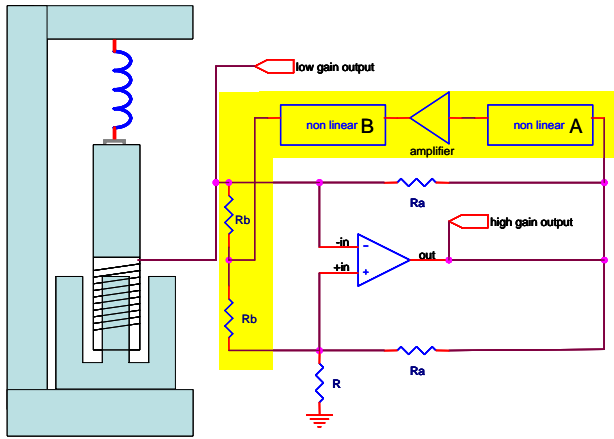 low gain output
non linear B
non linear A
amplifier
Rb
Ra
high gain output
-in
−
out
+in
+
Rb
Ra
R